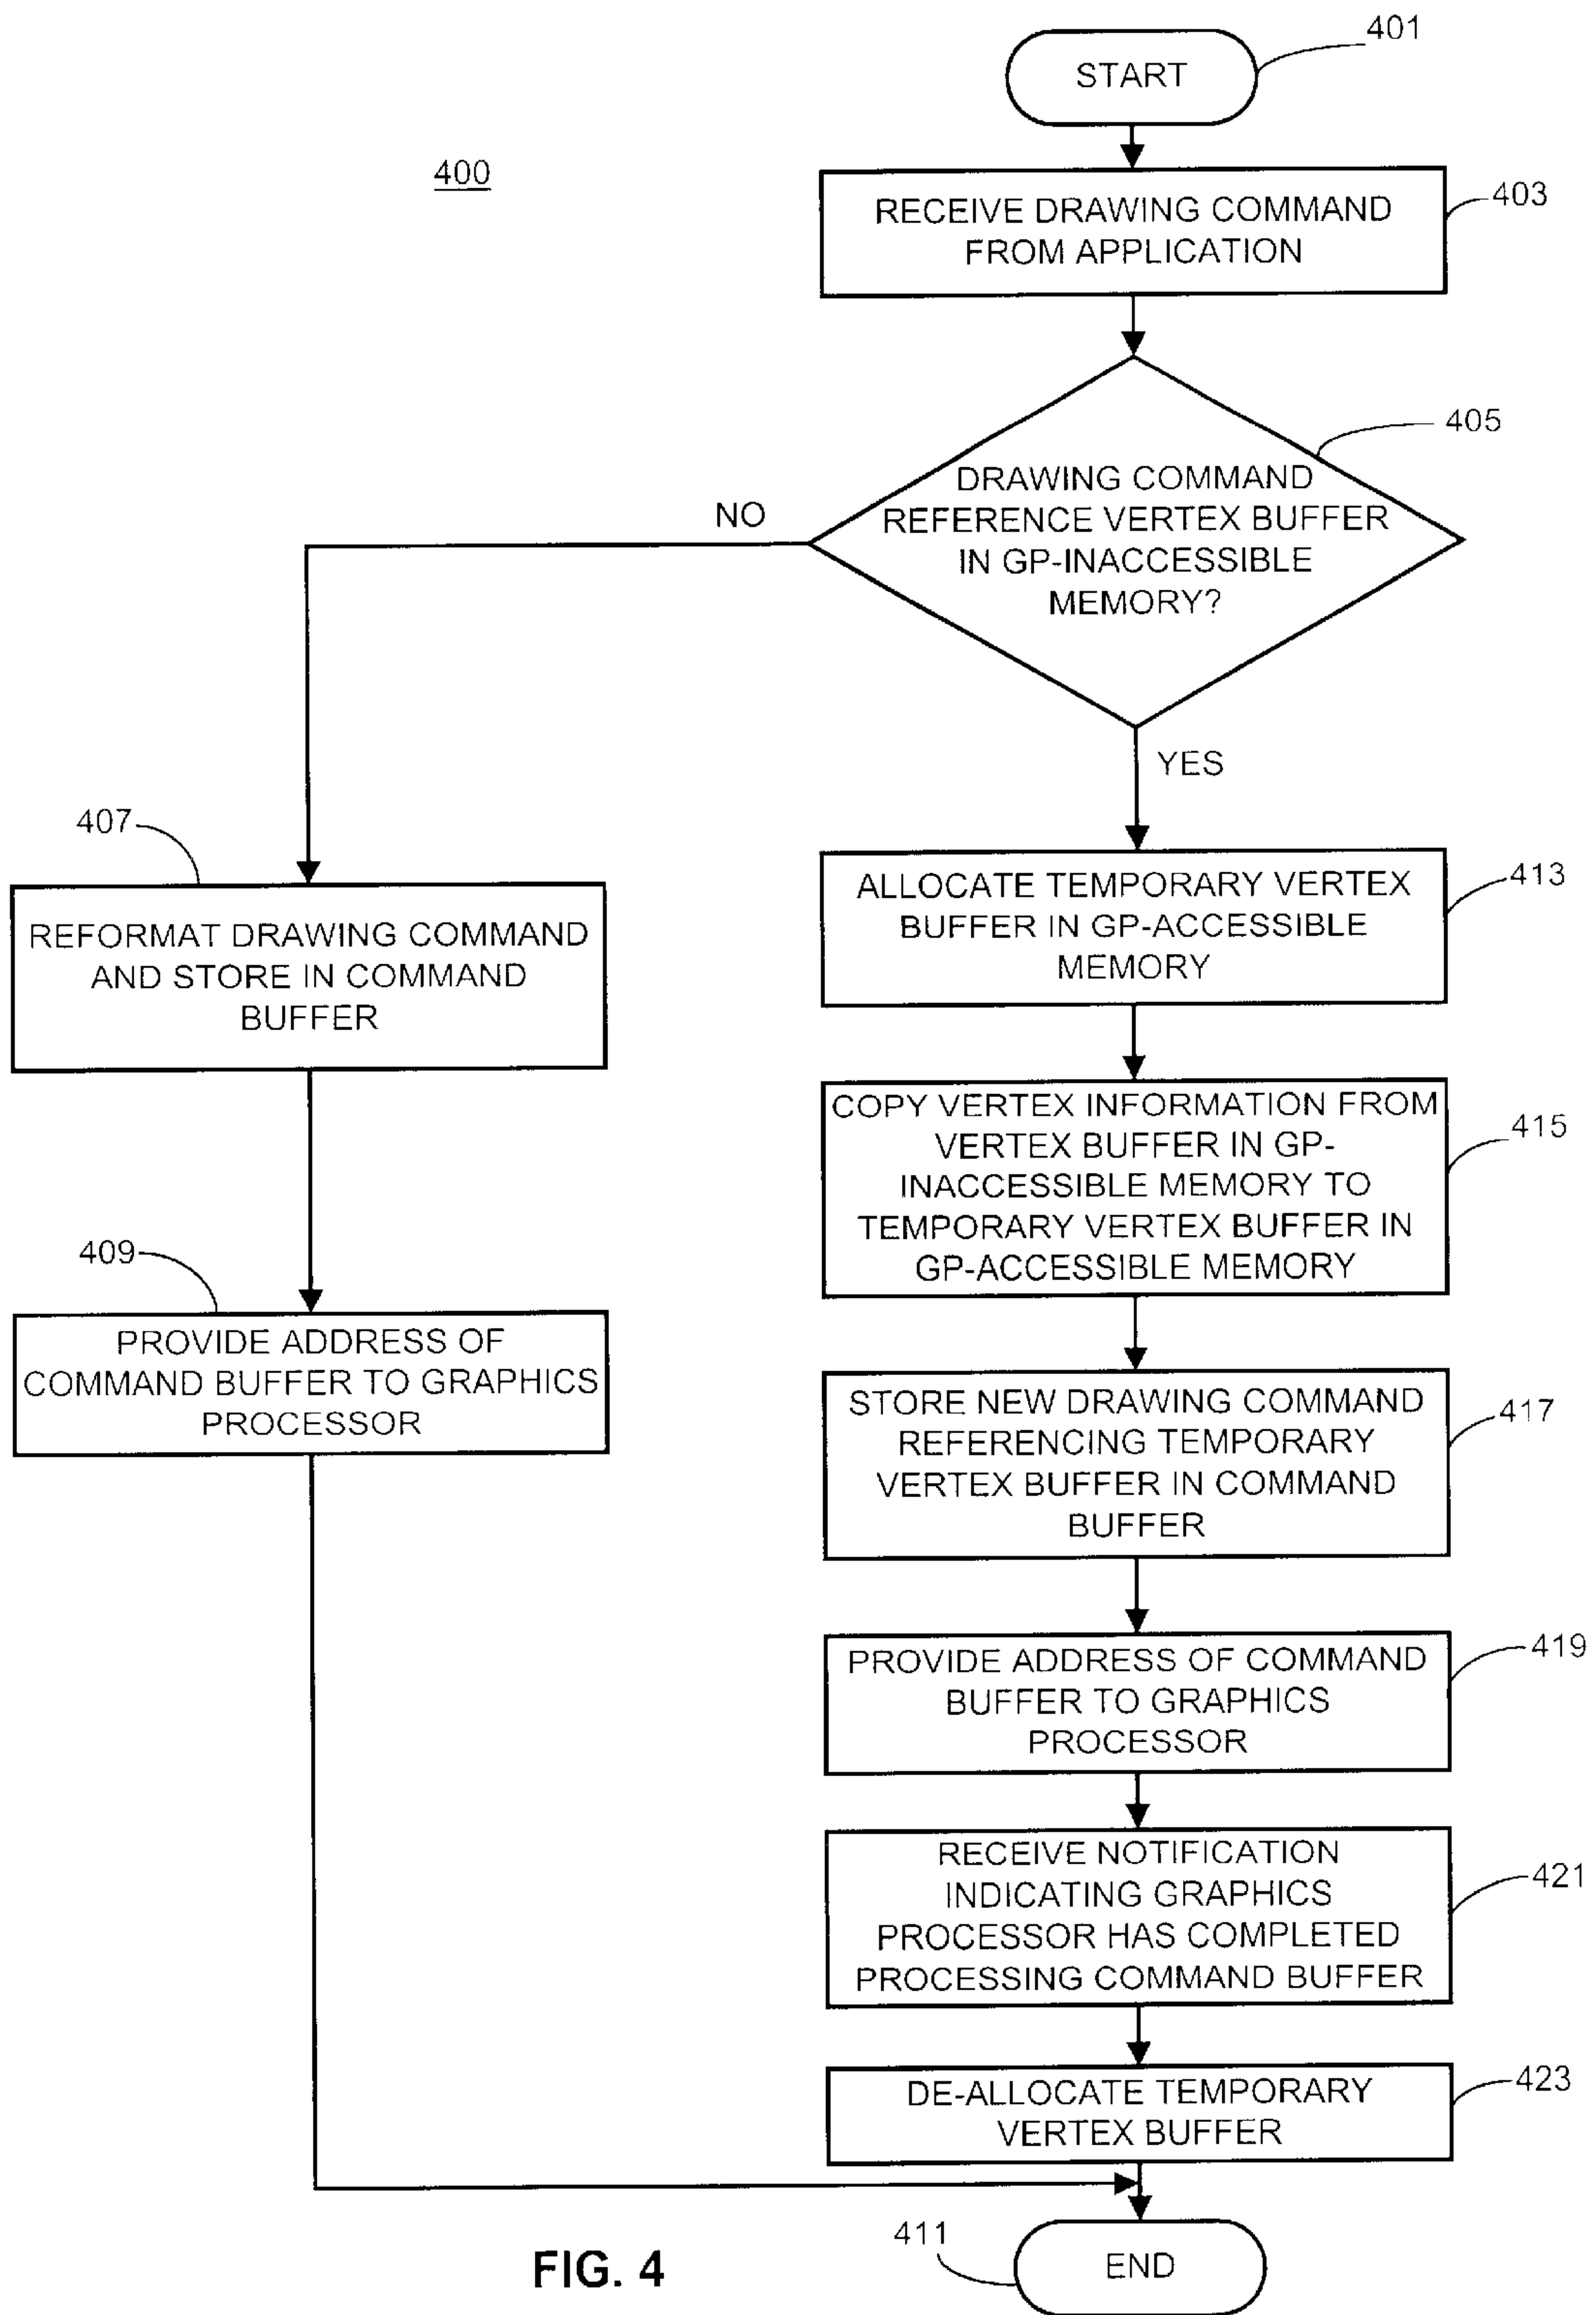 401
START
400
403
RECEIVE DRAWING COMMAND
FROM APPLICATION
405
DRAWING COMMAND
REFERENCE VERTEX BUFFER
IN GP-INACCESSIBLE
MEMORY?
NO
YES
407
REFORMAT DRAWING COMMAND
AND STORE IN COMMAND
BUFFER
409
PROVIDE ADDRESS OF
COMMAND BUFFER TO GRAPHICS
PROCESSOR
413
ALLOCATE TEMPORARY VERTEX
BUFFER IN GP-ACCESSIBLE
MEMORY
415
COPY VERTEX INFORMATION FROM
VERTEX BUFFER IN GP-
INACCESSIBLE MEMORY TO
TEMPORARY VERTEX BUFFER IN
GP-ACCESSIBLE MEMORY
417
STORE NEW DRAWING COMMAND
REFERENCING TEMPORARY
VERTEX BUFFER IN COMMAND
BUFFER
419
PROVIDE ADDRESS OF COMMAND
BUFFER TO GRAPHICS
PROCESSOR
421
RECEIVE NOTIFICATION
INDICATING GRAPHICS
PROCESSOR HAS COMPLETED
PROCESSING COMMAND BUFFER
423
DE-ALLOCATE TEMPORARY
VERTEX BUFFER
411
END
FIG. 4